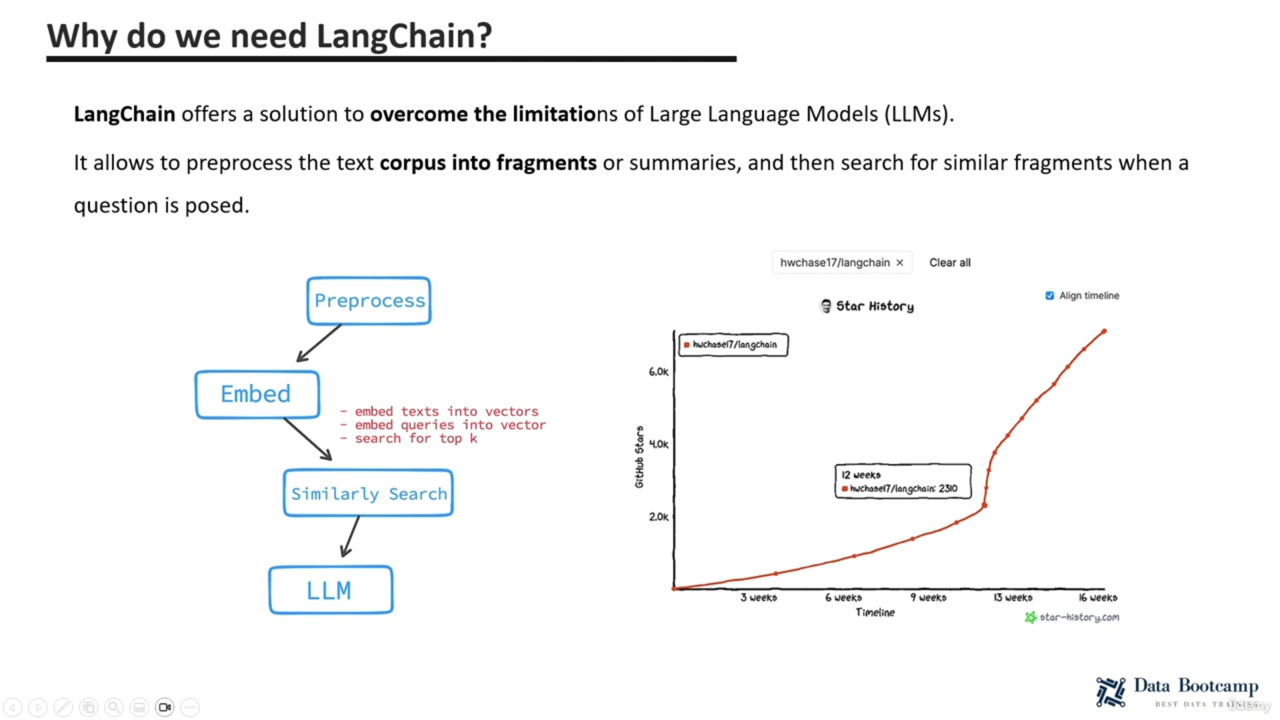 Why do we need LangChain?
LangChain offers a solution to overcome the limitations of Large Language Models (LLMs).
It allows to preprocess the text corpus into fragments or summaries, and then search for similar fragments when a
question is posed.
Preprocess
Embed
- embed texts into vectors
- embed queries into vector
- search for top k
Similarly Search
LLM
hwchase17/langchain ×
Clear all
Star History
Align timeline
hwchase17/langchain
6.0k
4.0k
2.0k
GitHub Stars
12 weeks
hwchase17/langchain: 2310
3 weeks
6 weeks
9 weeks
13 weeks
16 weeks
Timeline
star-history.com
Data Bootcamp
BEST DATA
Udemy